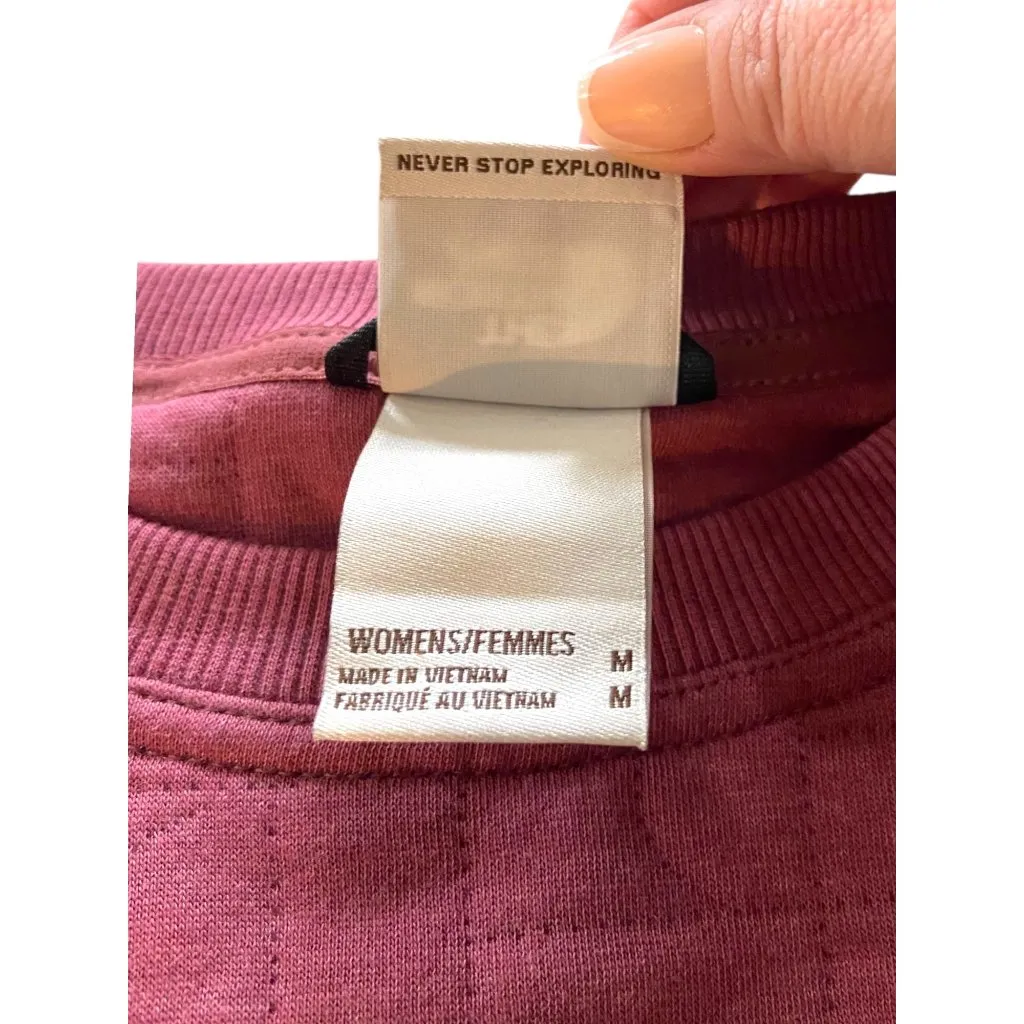 NEVER STOP EXPLORING
WOMENS/FEMMES M
MADE IN VIETNAM
FABRIQUÉ AU VIETNAM M